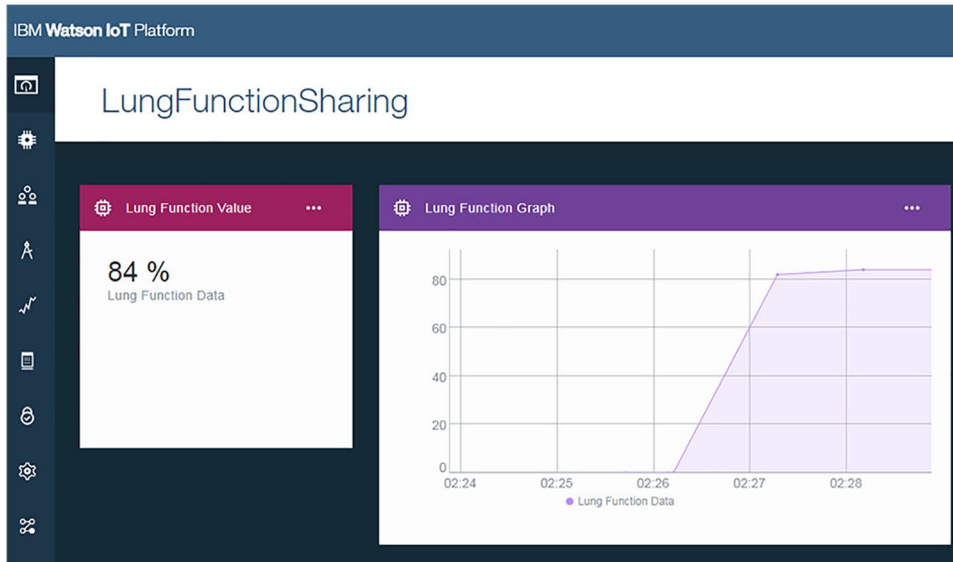 IBM Watson IoT Platform
LungFunctionSharing
Lung Function Value
84 %
Lung Function Data
Lung Function Graph
80
60
40
20
0
02:24 02:25 02:26 02:27 02:28
Lung Function Data